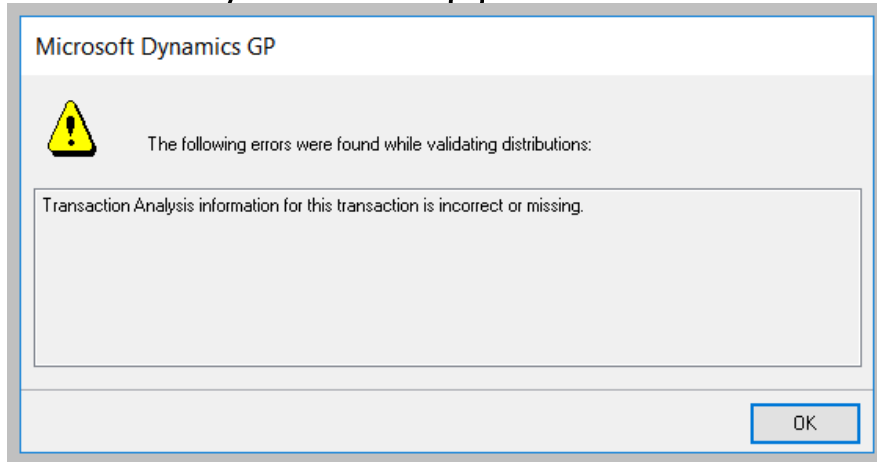 Microsoft Dynamics GP
The following errors were found while validating distributions:
Transaction Analysis information for this transaction is incorrect or missing.
OK